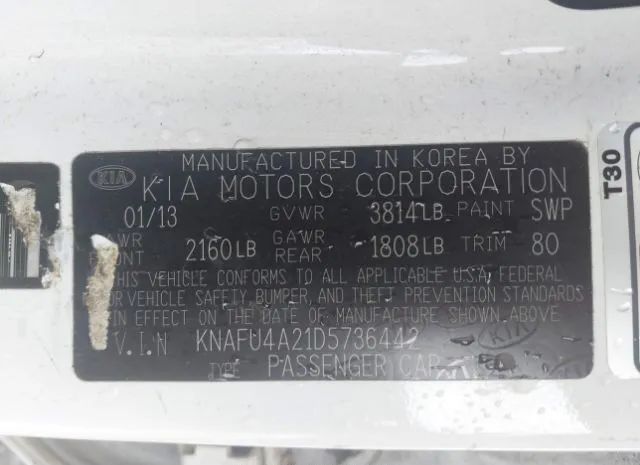 MANUFACTURED IN KOREA BY
KIA KIA MOTORS CORPORATION
01/13 GVWR 3814LB PAINT SWP
2160LB GAWR REAR 1808LB TRIM 80
THIS VEHICLE CONFORMS TO ALL APPLICABLE U.S.A. FEDERAL
VEHICLE SAFETY, BUMPER, AND THEFT PREVENTION STANDARDS
IN EFFECT ON THE DATE OF MANUFACTURE SHOWN ABOVE
V.I.N KNAFU4A21D5736442
TYPE PASSENGER CAR
KIA
T30